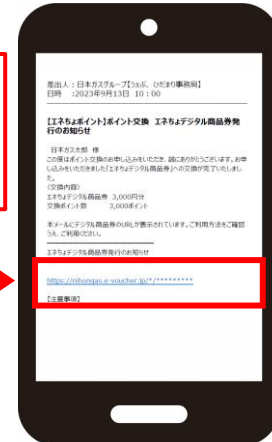 差出人：日本ガスグループ【うぇぶ、ひだまり事務局】
日時 ：2023年9月13日 10：00
【エネちょポイント】ポイント交換 エネちょデジタル商品券発
行のお知らせ
日本ガス太郎 様
この度はポイント交換のお申し込みをいただき、誠にありがとうございます。お申
し込みをいただきました「エネちょデジタル商品券」への交換が完了いたしまし
た。
〈交換内容〉
エネちょデジタル商品券 3,000円分
交換ポイント数 3,000ポイント
本メールにデジタル商品券のURLが表示されています。ご利用方法をご確認
うえ、ご利用ください。
エネちょデジタル商品券発行のお知らせ
https://nihongas.e-voucher.jp/*/*********
【注意事項】